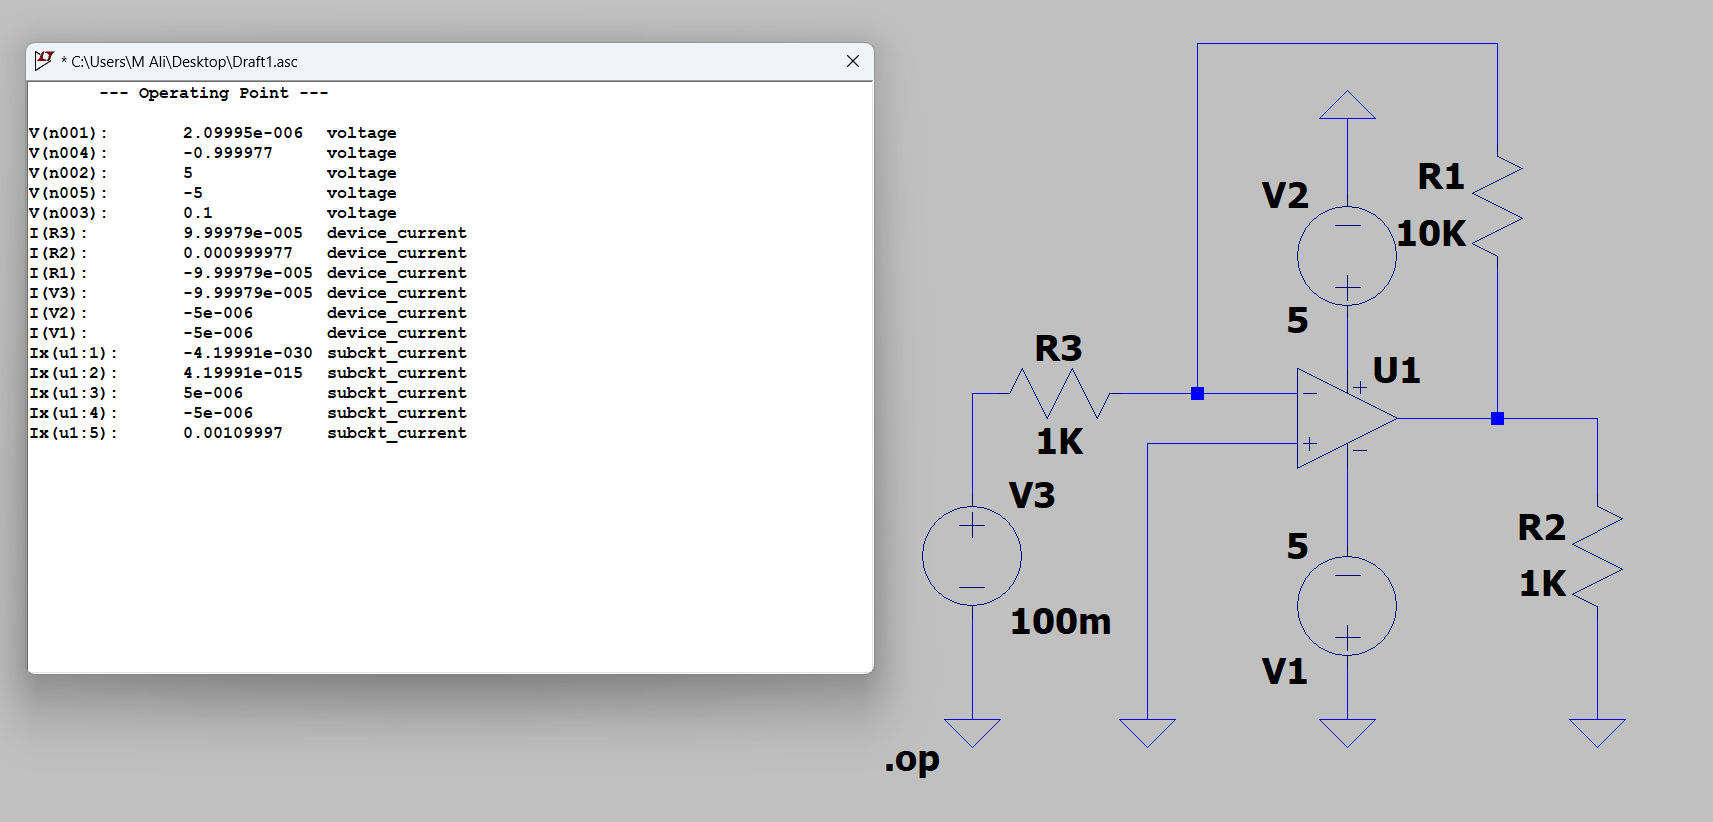 * C:\Users\M Ali\Desktop\Draft1.asc
--- Operating Point ---
V(n001): 2.09995e-006 voltage
V(n004): -0.999977 voltage
V(n002): 5 voltage
V(n005): -5 voltage
V(n003): 0.1 voltage
I(R3): 9.99979e-005 device_current
I(R2): 0.000999977 device_current
I(R1): -9.99979e-005 device_current
I(V3): -9.99979e-005 device_current
I(V2): -5e-006 device_current
I(V1): -5e-006 device_current
Ix(u1:1): -4.19991e-030 subckt_current
Ix(u1:2): 4.19991e-015 subckt_current
Ix(u1:3): 5e-006 subckt_current
Ix(u1:4): -5e-006 subckt_current
Ix(u1:5): 0.00109997 subckt_current
V2
5
R1
10K
R3
1K
U1
V3
100m
5
V1
R2
1K
.op